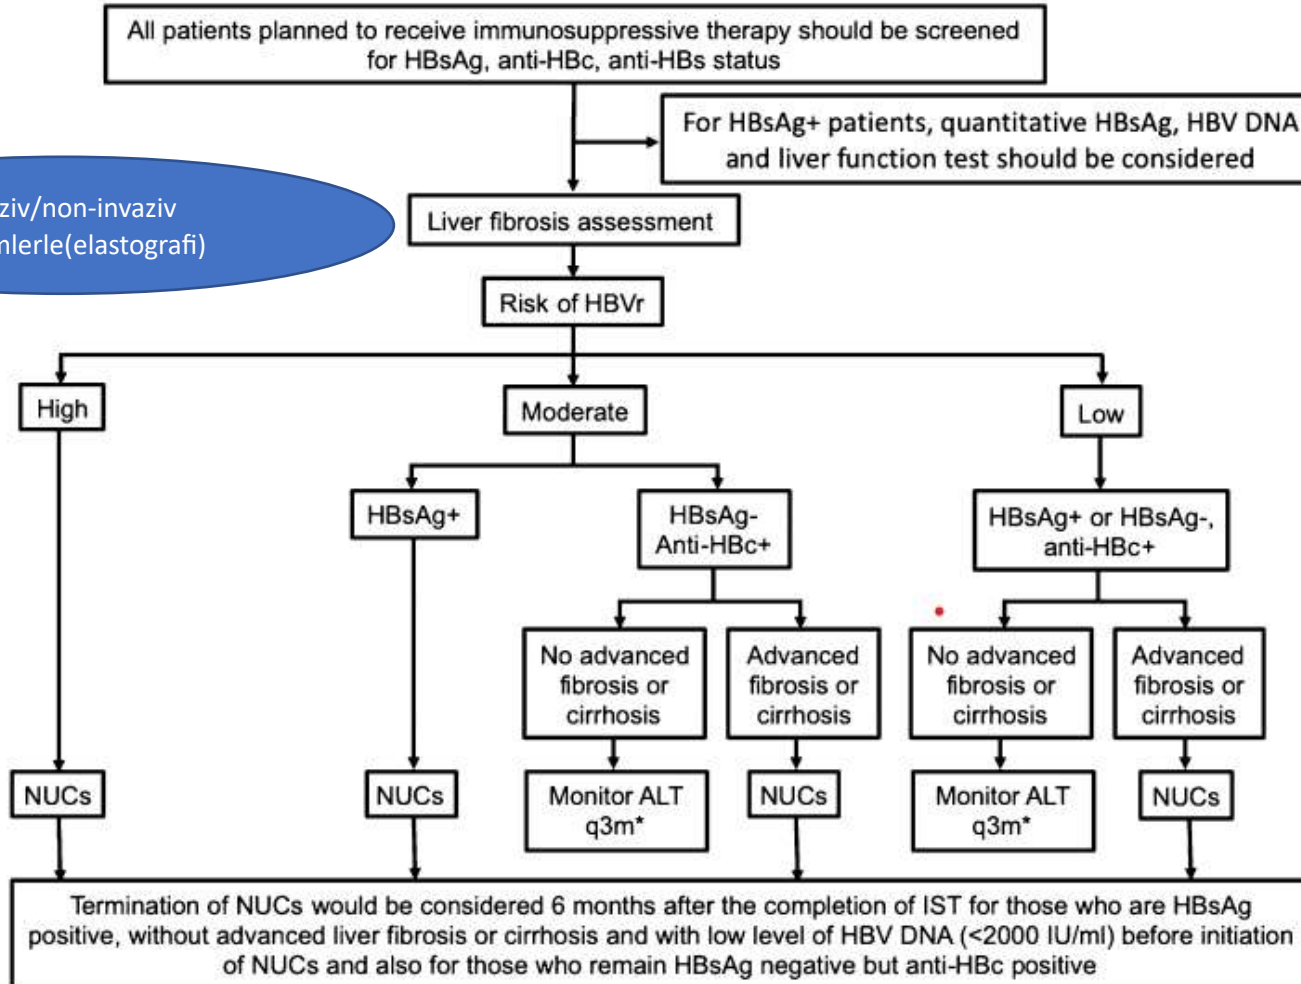 All patients planned to receive immunosuppressive therapy should be screened
for HBsAg, anti-HBc, anti-HBs status
For HBsAg+ patients, quantitative HBsAg, HBV DNA
and liver function test should be considered
ziv/non-invaziv
mlerle(elastografi)
Liver fibrosis assessment
Risk of HBVr
High
Moderate
Low
HBsAg+
HBsAg-
Anti-HBc+
HBsAg+ or HBsAg-,
anti-HBc+
No advanced
fibrosis or
cirrhosis
Advanced
fibrosis or
cirrhosis
No advanced
fibrosis or
cirrhosis
Advanced
fibrosis or
cirrhosis
NUCs
NUCs
Monitor ALT
q3m*
NUCs
Monitor ALT
q3m*
NUCs
Termination of NUCs would be considered 6 months after the completion of IST for those who are HBsAg
positive, without advanced liver fibrosis or cirrhosis and with low level of HBV DNA (<2000 IU/ml) before initiation
of NUCs and also for those who remain HBsAg negative but anti-HBc positive